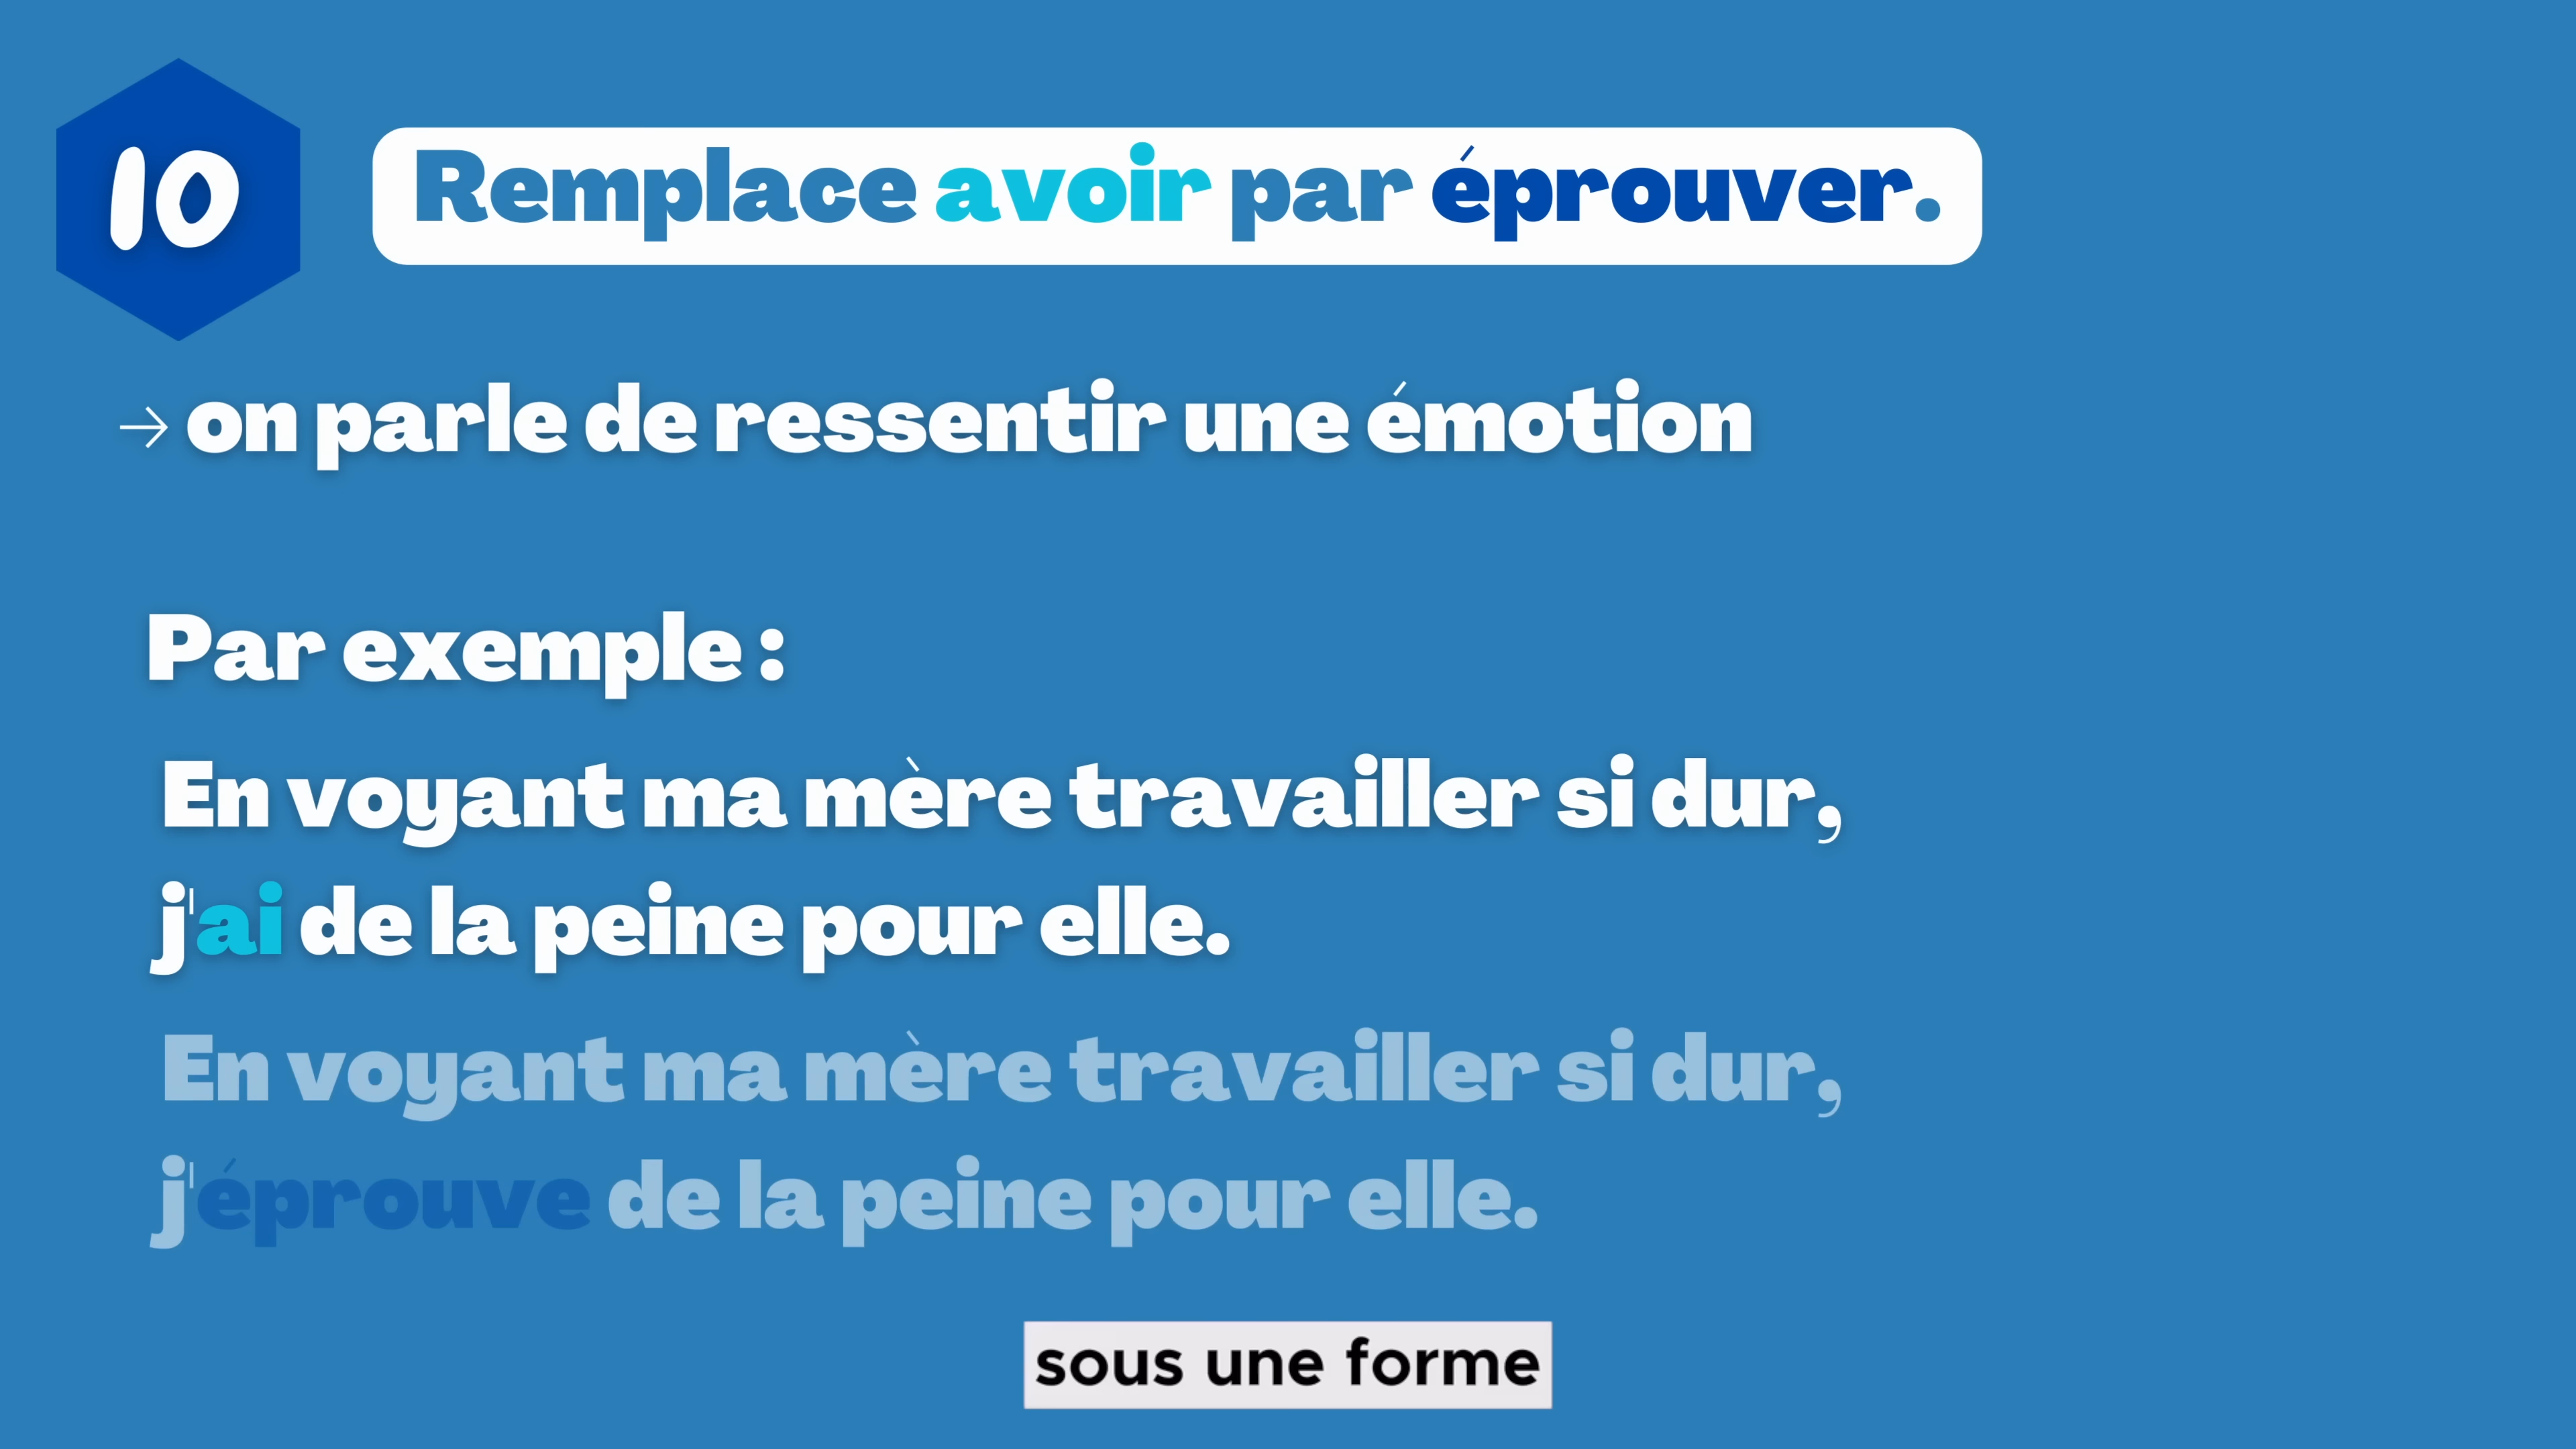 10
Remplace avoir par éprouver.
→ on parle de ressentir une émotion
Par exemple :
En voyant ma mère travailler si dur,
j'ai de la peine pour elle.
En voyant ma mère travailler si dur,
j'éprouve de la peine pour elle.
sous une forme